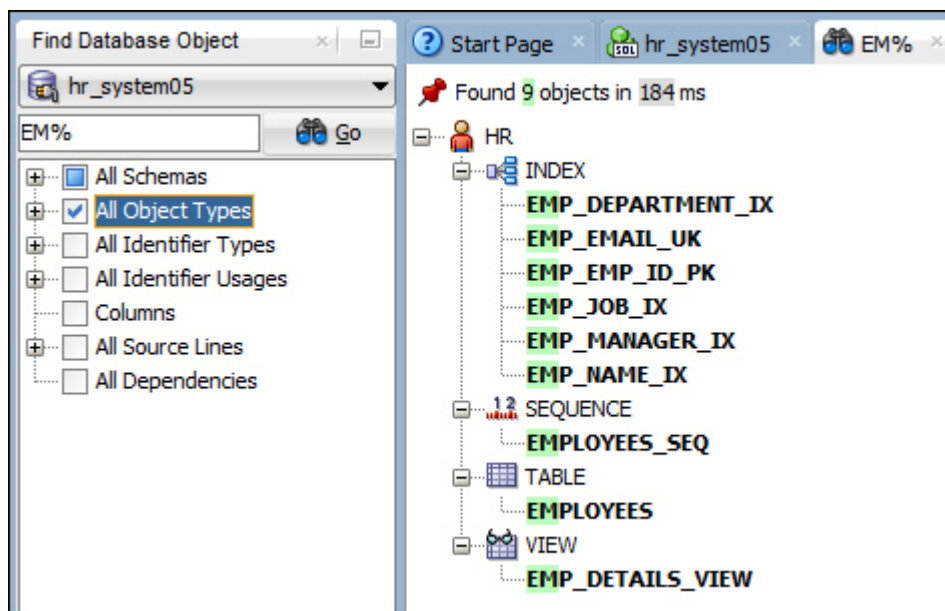 Find Database Object
hr_system05
EM%
Go
All Schemas
All Object Types
All Identifier Types
All Identifier Usages
Columns
All Source Lines
All Dependencies
Start Page
hr_system05
EM%
Found 9 objects in 184 ms
HR
INDEX
EMP_DEPARTMENT_IX
EMP_EMAIL_UK
EMP_EMP_ID_PK
EMP_JOB_IX
EMP_MANAGER_IX
EMP_NAME_IX
SEQUENCE
EMPLOYEES_SEQ
TABLE
EMPLOYEES
VIEW
EMP_DETAILS_VIEW